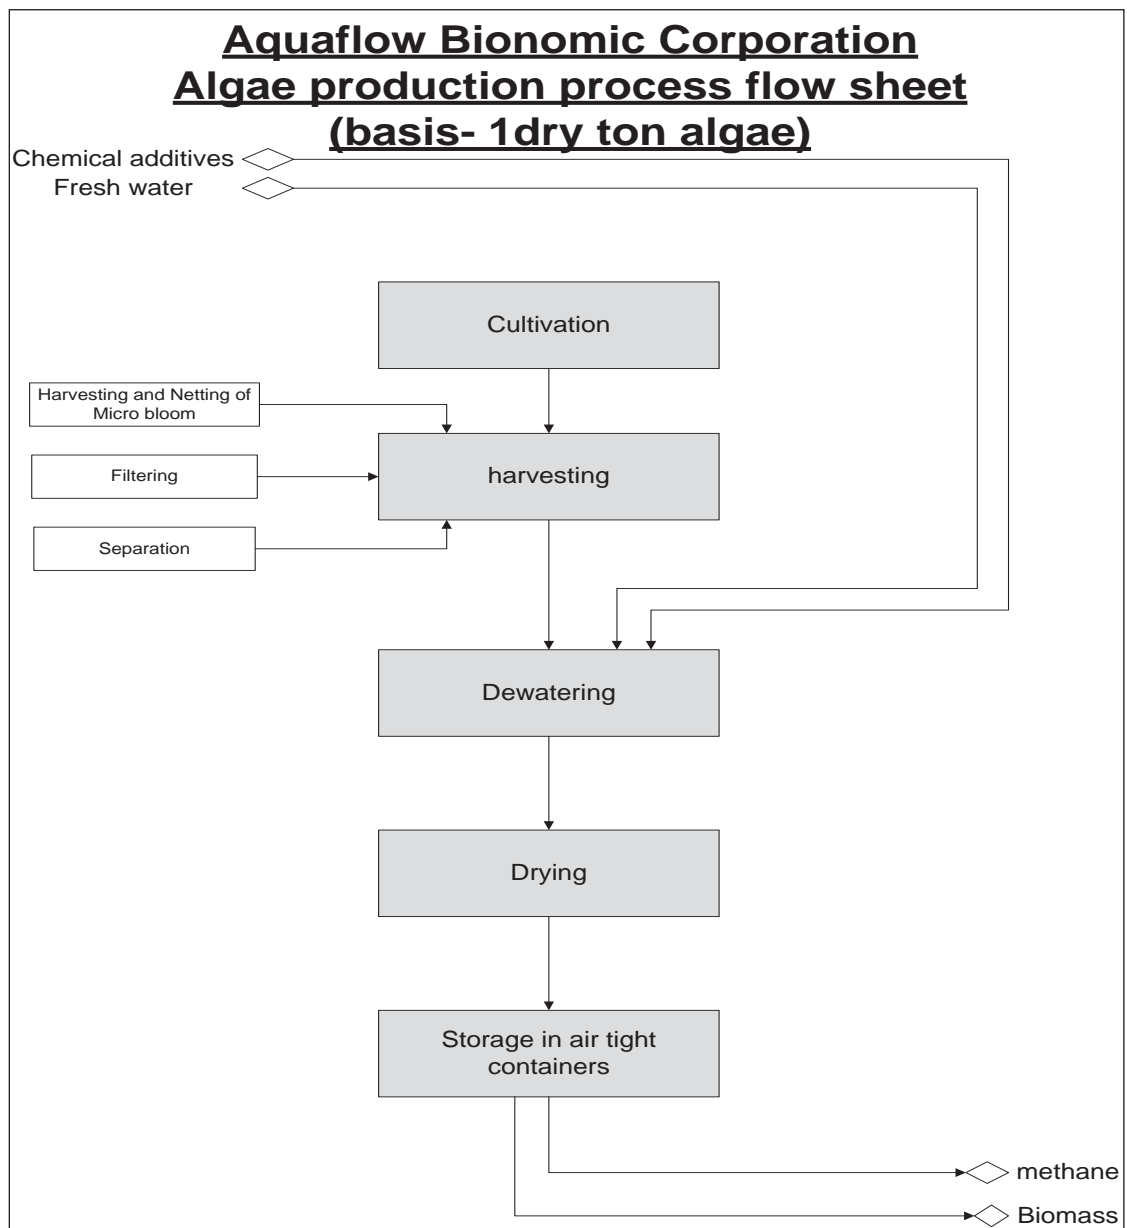 Aquaflow Bionomic Corporation
Algae production process flow sheet
(basis- 1dry ton algae)
Chemical additives
Fresh water
Cultivation
Harvesting and Netting of
Micro bloom
harvesting
Filtering
Separation
Dewatering
Drying
Storage in air tight
containers
methane
Biomass